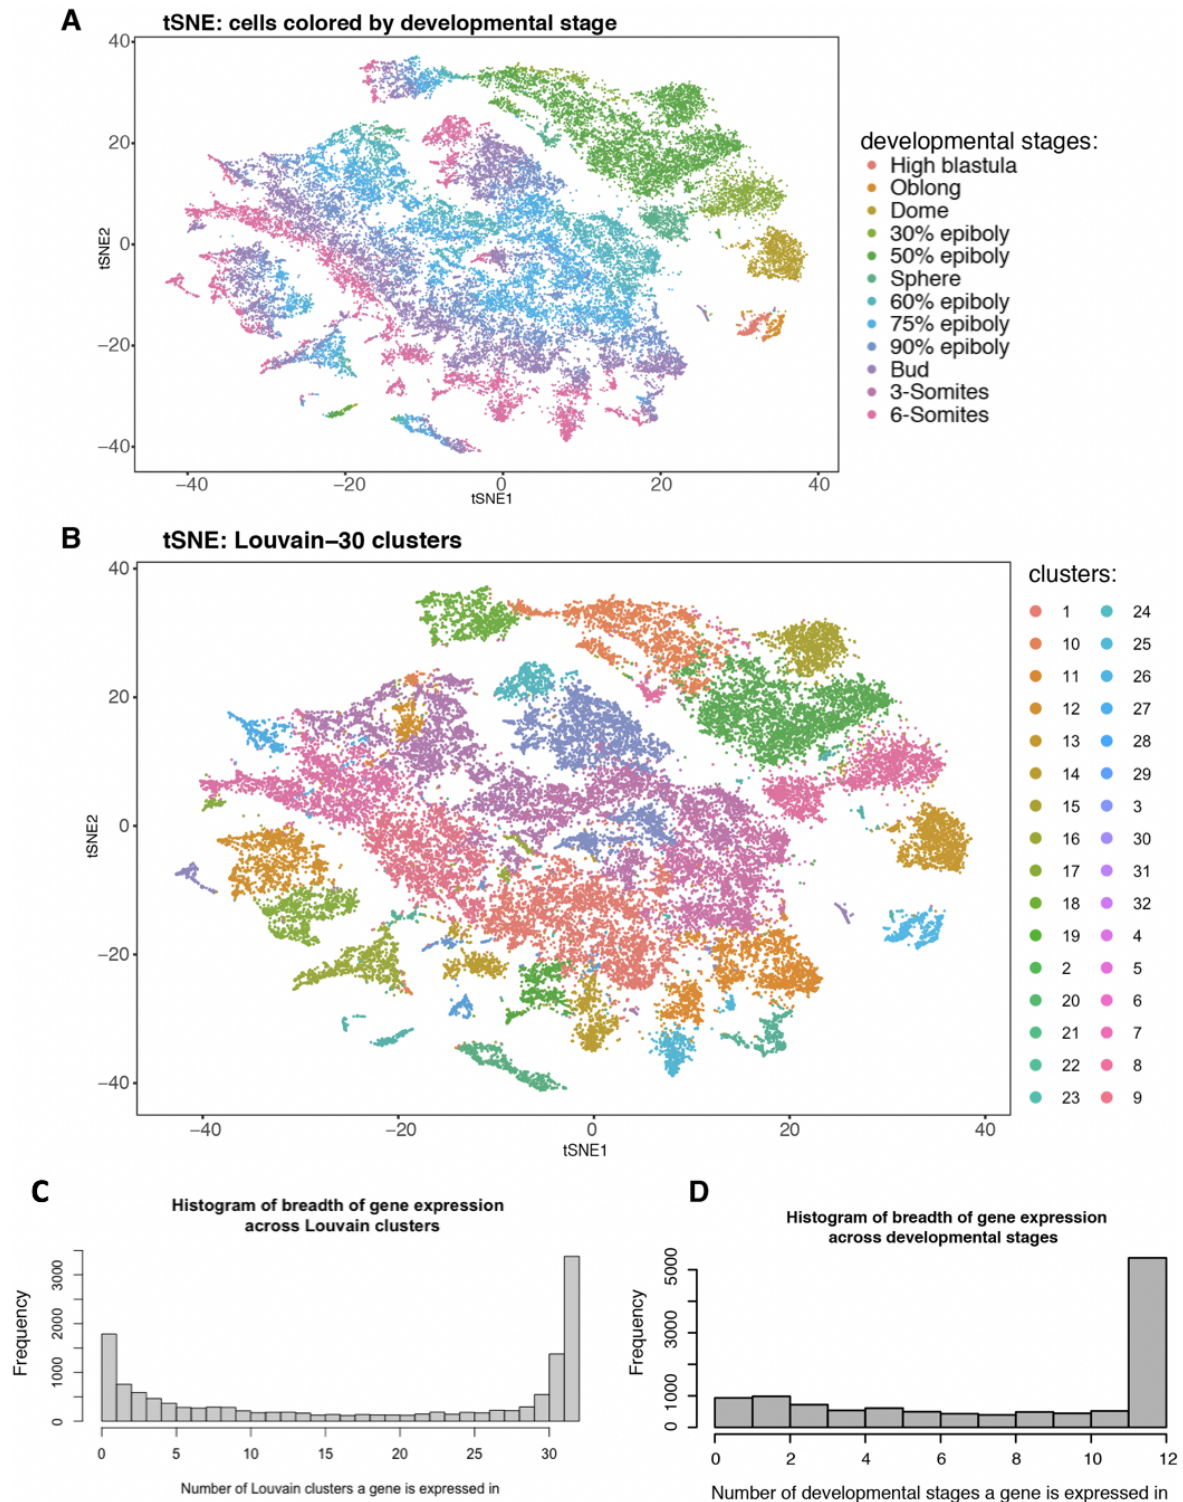 A
tSNE: cells colored by developmental stage
40
20
0
−20
−40
tSNE2
−40
−20
0
20
40
tSNE1
developmental stages:
High blastula
Oblong
Dome
30% epiboly
50% epiboly
Sphere
60% epiboly
75% epiboly
90% epiboly
Bud
3-Somites
6-Somites
B
tSNE: Louvain−30 clusters
40
20
0
−20
−40
tSNE2
−40
−20
0
20
40
tSNE1
clusters:
1 24
10 25
11 26
12 27
13 28
14 29
15 3
16 30
17 31
18 32
19 4
2 5
20 6
21 7
22 8
23 9
C
Histogram of breadth of gene expression
across Louvain clusters
Frequency
3000
2000
1000
0
0 5 10 15 20 25 30
Number of Louvain clusters a gene is expressed in
D
Histogram of breadth of gene expression
across developmental stages
Frequency
5000
3000
1000
0
0 2 4 6 8 10 12
Number of developmental stages a gene is expressed in